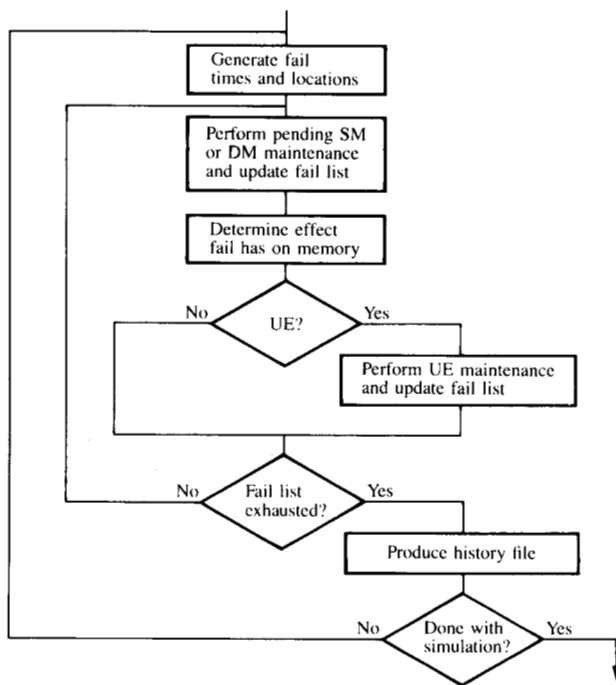 Generate fail
times and locations
Perform pending SM
or DM maintenance
and update fail list
Determine effect
fail has on memory
No
UE?
Yes
Perform UE maintenance
and update fail list
No
Fail list
exhausted?
Yes
Produce history file
No
Done with
simulation?
Yes